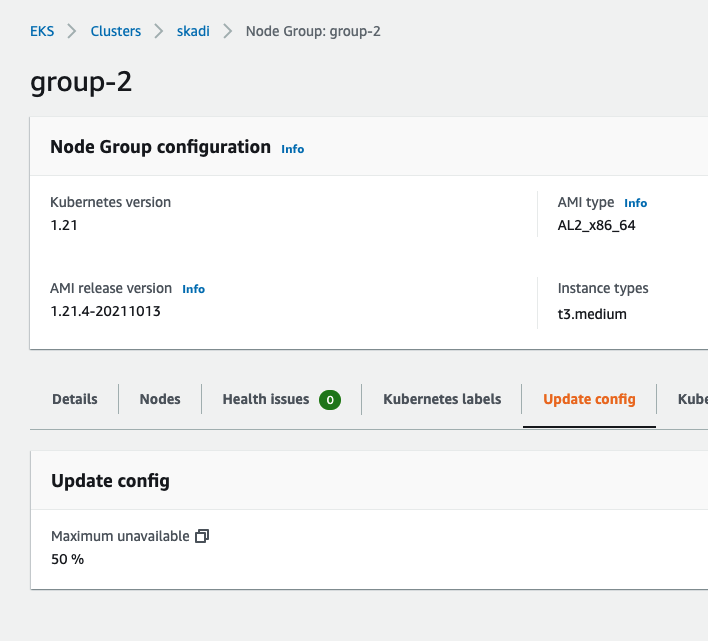 EKS > Clusters > skadi > Node Group: group-2
group-2
Node Group configuration Info
Kubernetes version
1.21
AMI type Info
AL2_x86_64
AMI release version Info
1.21.4-20211013
Instance types
t3.medium
Details Nodes Health issues 0 Kubernetes labels Update config Kube
Update config
Maximum unavailable
50 %